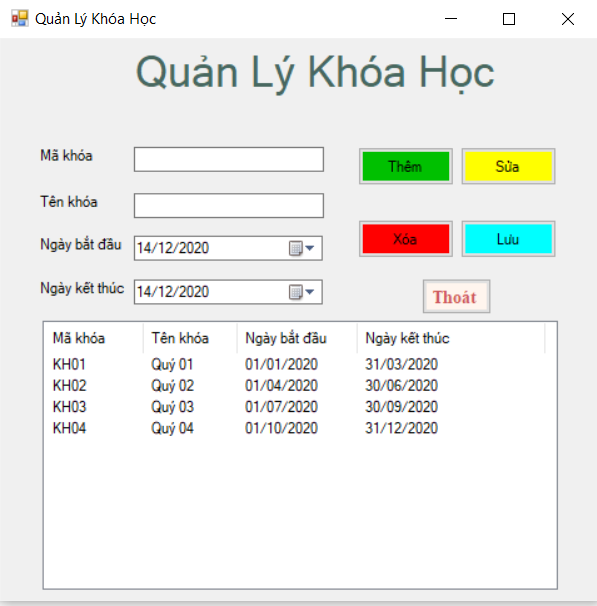 Quản Lý Khóa Học
Quản Lý Khóa Học
Mã khóa
Thêm
Sửa
Tên khóa
Ngày bắt đầu 14/12/2020
Xóa
Lưu
Ngày kết thúc 14/12/2020
Thoát
Mã khóa Tên khóa Ngày bắt đầu Ngày kết thúc
KH01 Quý 01 01/01/2020 31/03/2020
KH02 Quý 02 01/04/2020 30/06/2020
KH03 Quý 03 01/07/2020 30/09/2020
KH04 Quý 04 01/10/2020 31/12/2020